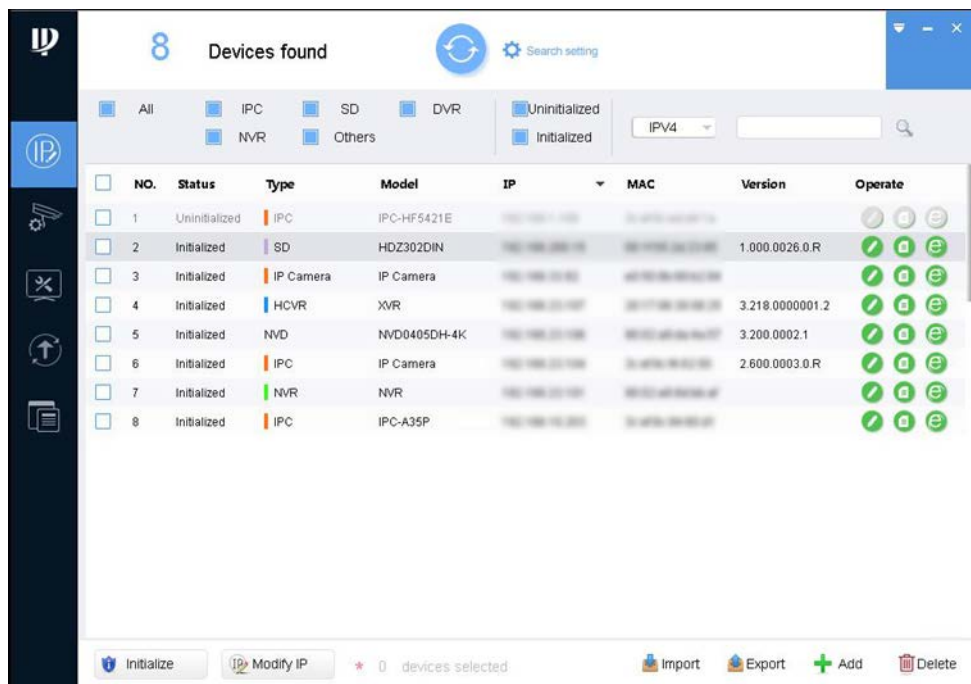 8 Devices found Search setting
All IPC SD DVR Uninitialized
NVR Others Initialized IPV4
NO. Status Type Model IP MAC Version Operate
1 Uninitialized IPC IPC-HF5421E
2 Initialized SD HDZ302DIN 1.000.0026.0.R
3 Initialized IP Camera IP Camera
4 Initialized HCVR XVR 3.218.0000001.2
5 Initialized NVD NVD0405DH-4K 3.200.0002.1
6 Initialized IPC IP Camera 2.600.0003.0.R
7 Initialized NVR NVR
8 Initialized IPC IPC-A35P
Initialize Modify IP * 0 devices selected Import Export Add Delete